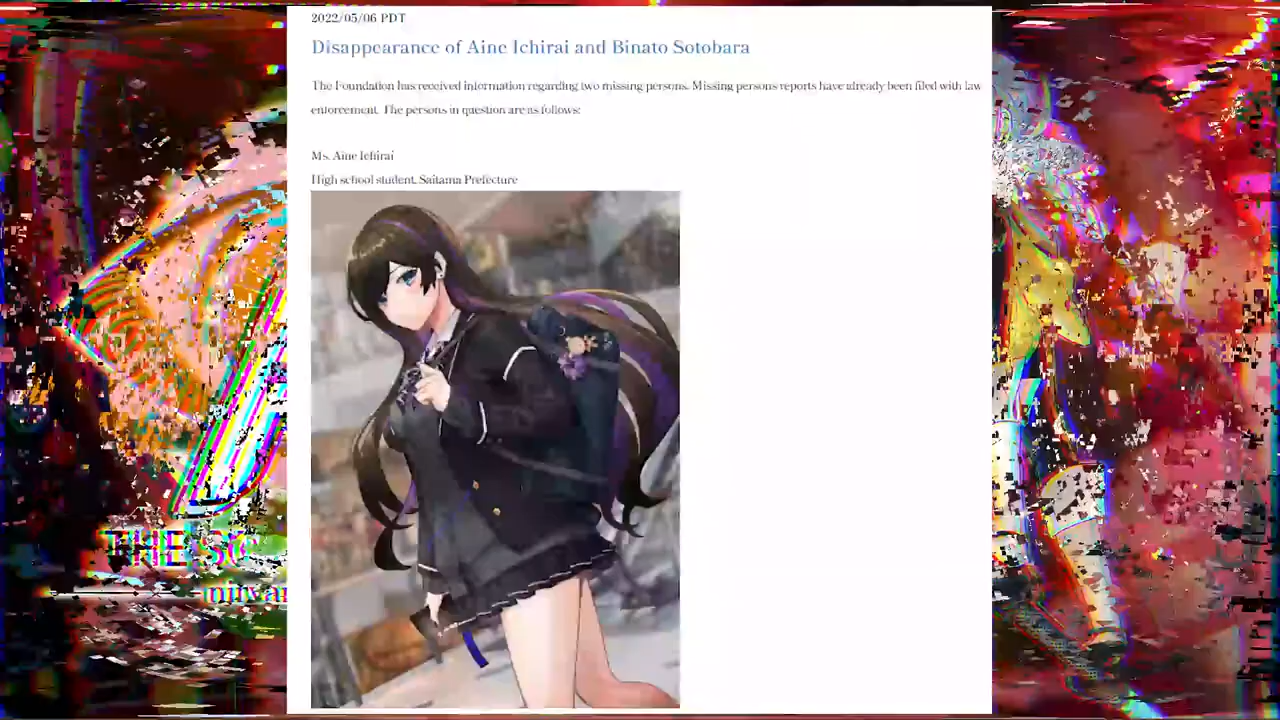 2022/05/06 PDT
Disappearance of Aine Ichirai and Binato Sotobara
The Foundation has received information regarding two missing persons. Missing persons reports have already been filed with law
enforcement. The persons in question are as follows:
Ms. Aine Ichirai
High school student, Saitama Prefecture
THE SO